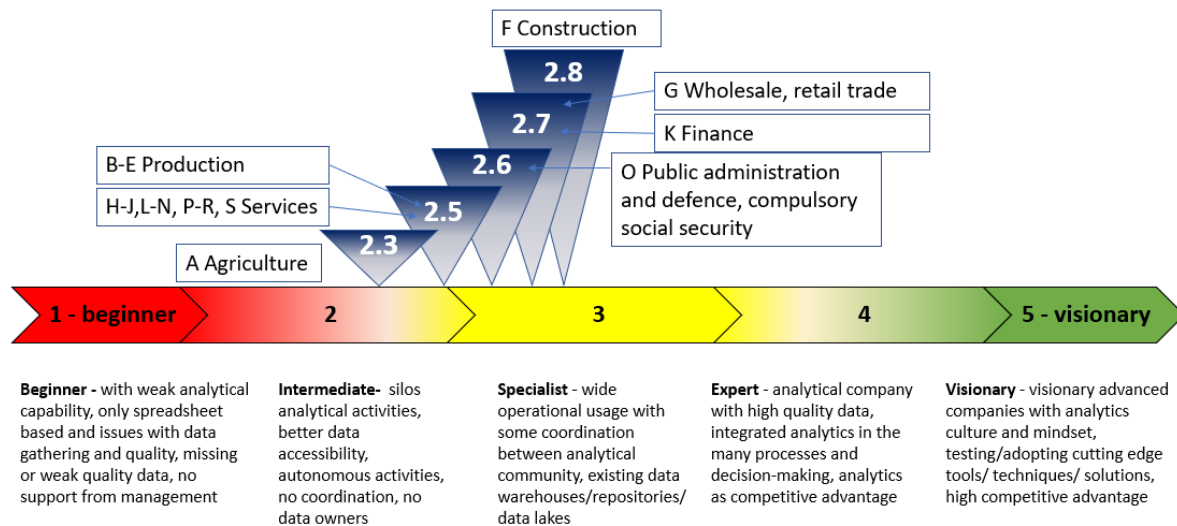 F Construction
2.8
G Wholesale, retail trade
2.7
K Finance
2.6
B-E Production
O Public administration
and defence, compulsory
social security
H-J,L-N, P-R, S Services
2.5
2.3
A Agriculture
1 - beginner
2
3
4
5 - visionary
Beginner - with weak analytical
capability, only spreadsheet
based and issues with data
gathering and quality, missing
or weak quality data, no
support from management
Intermediate- silos
analytical activities,
better data
accessibility,
autonomous activities,
no coordination, no
data owners
Specialist - wide
operational usage with
some coordination
between analytical
community, existing data
warehouses/repositories/
data lakes
Expert - analytical company
with high quality data,
integrated analytics in the
many processes and
decision-making, analytics
as competitive advantage
Visionary - visionary advanced
companies with analytics
culture and mindset,
testing/adopting cutting edge
tools/ techniques/ solutions,
high competitive advantage